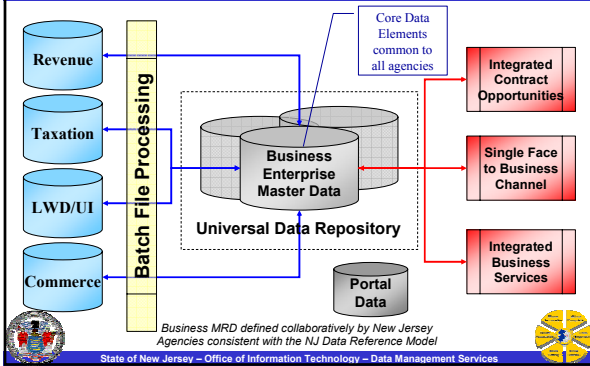 Revenue
Taxation
LWD/UI
Commerce
Batch File Processing
Core Data
Elements
common to
all agencies
Business
Enterprise
Master Data
Universal Data Repository
Portal
Data
Integrated
Contract
Opportunities
Single Face
to Business
Channel
Integrated
Business
Services
Business MRD defined collaboratively by New Jersey
Agencies consistent with the NJ Data Reference Model
State of New Jersey – Office of Information Technology – Data Management Services